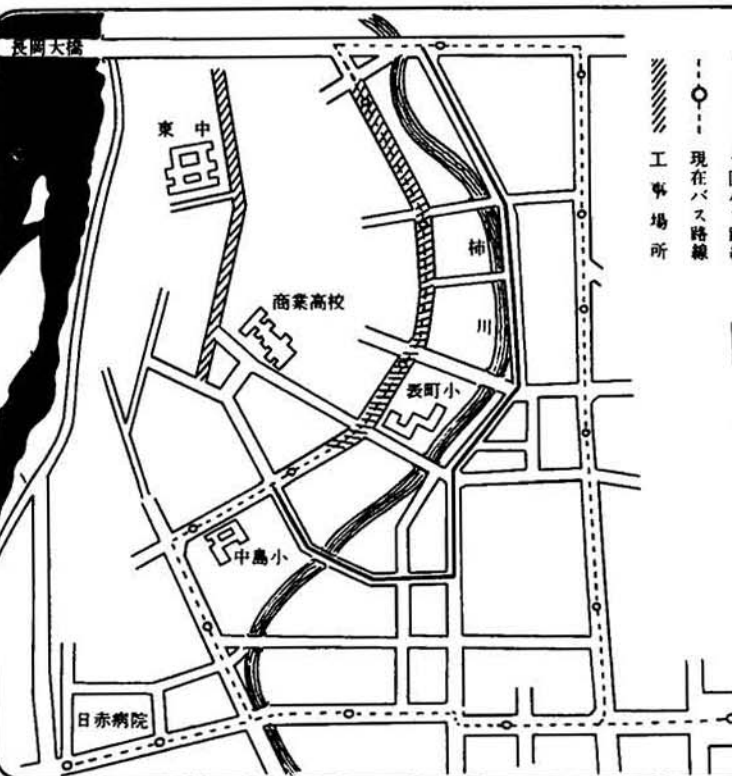 長岡大橋
東中
商業高校
柿川
表町小
中島小
日赤病院
現在バス路線
工事場所